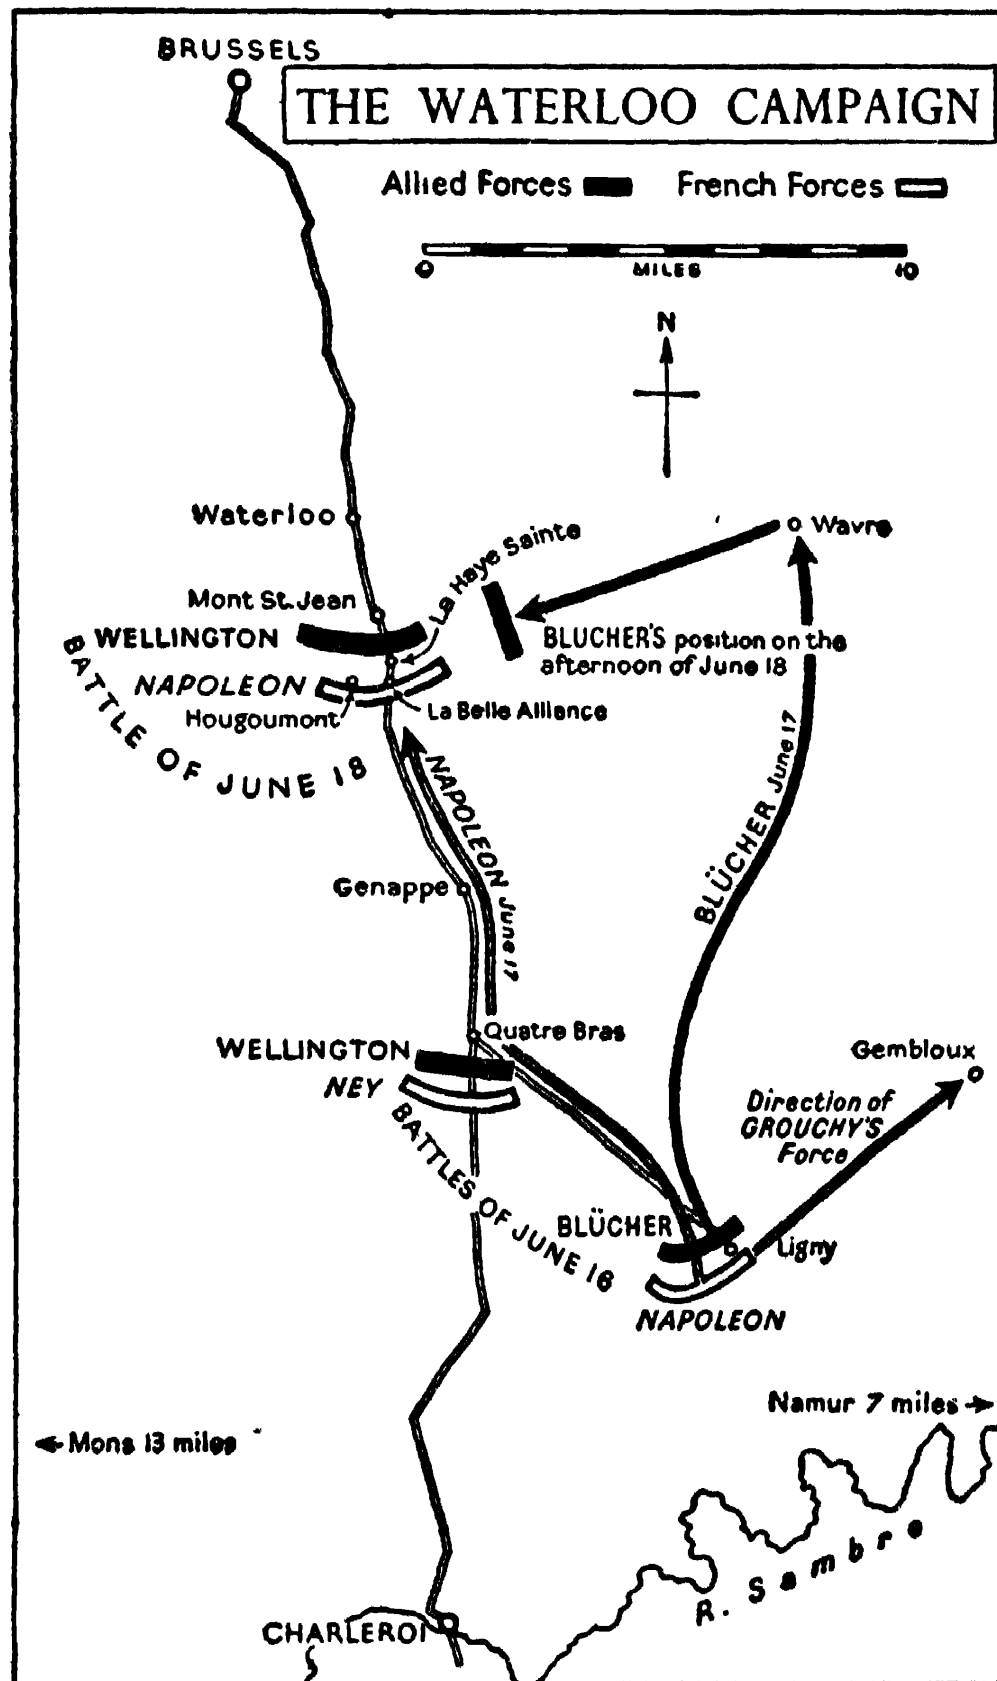 BRUSSELS
THE WATERLOO CAMPAIGN
Allied Forces
French Forces
0 MILES 10
N
Waterloo
La Haye Sainte
Wavre
Mont St. Jean
WELLINGTON
BLUCHER'S position on the
afternoon of June 18
NAPOLEON
Hougoumont
La Belle Alliance
BATTLE OF JUNE 18
NAPOLEON June 17
BLÜCHER June 17
Genappe
Quatre Bras
WELLINGTON
NEY
Gembloux
Direction of
GROUCHY'S
Force
BATTLES OF JUNE 16
BLÜCHER
Ligny
NAPOLEON
Namur 7 miles
Mons 13 miles
R. Sambre
CHARLEROI